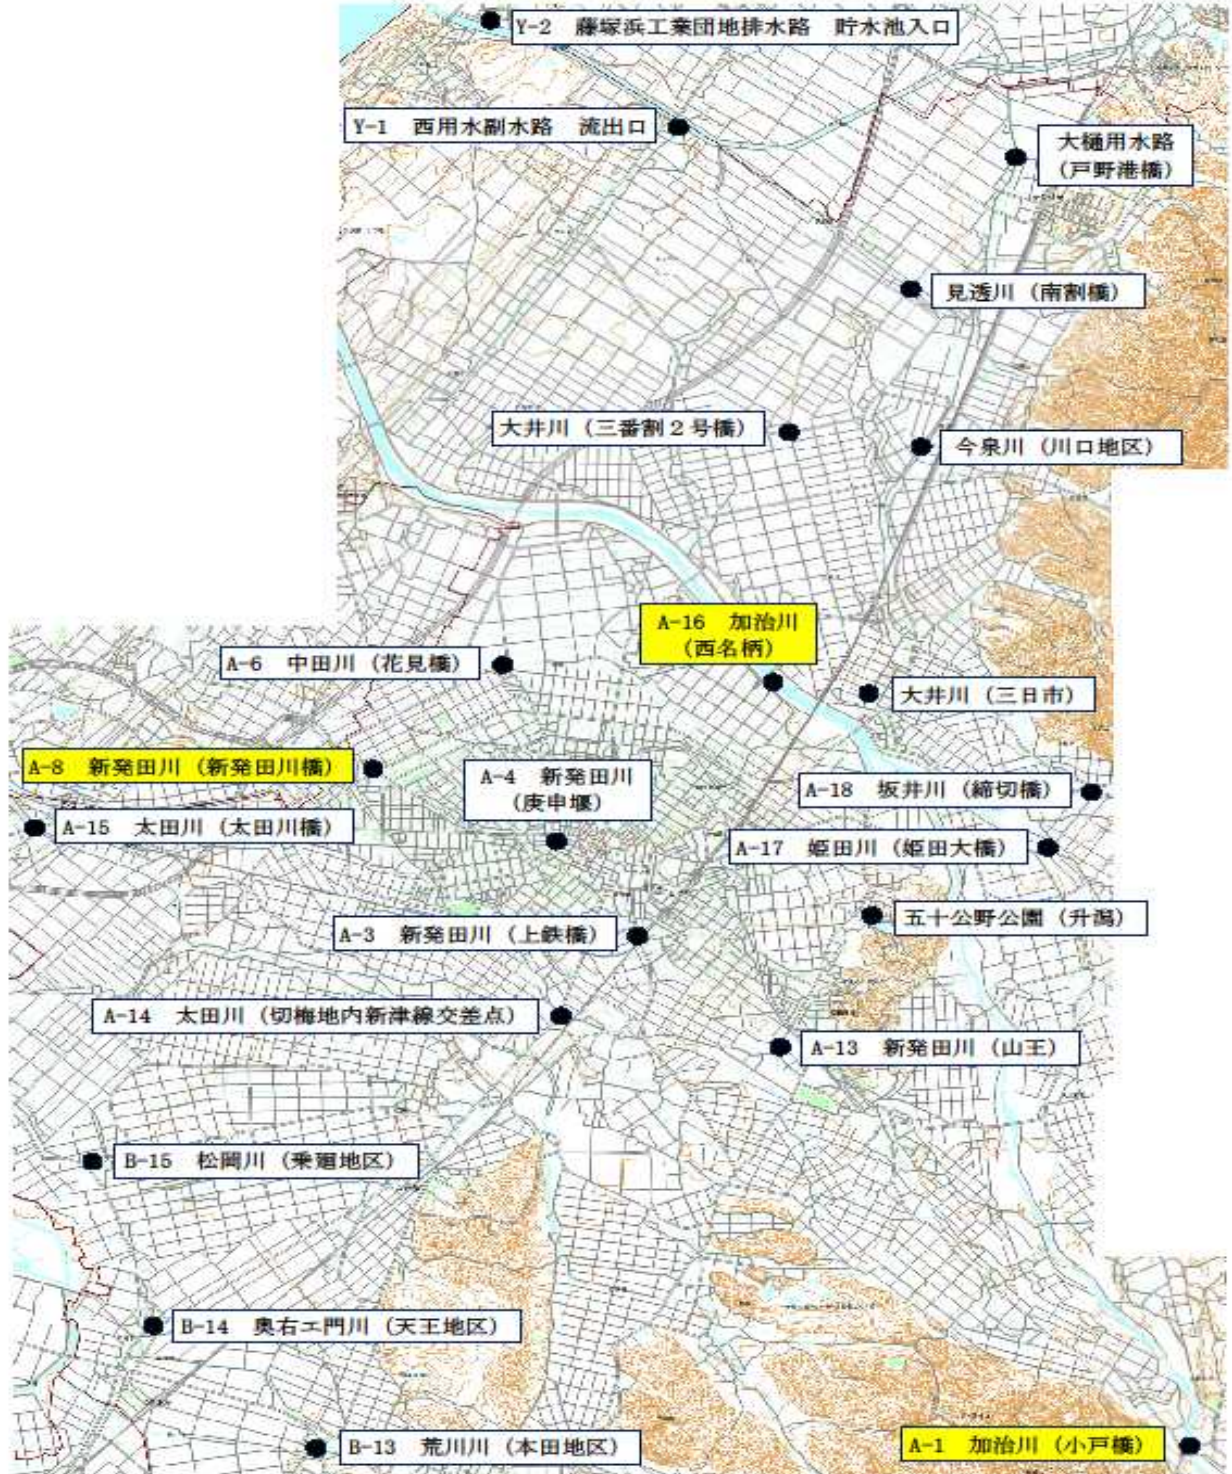 Y-2 藤塚浜工業団地排水路 貯水池入口
Y-1 西用水副水路 流出口
大樋用水路
(戸野港橋)
見透川(南割橋)
大井川(三番割2号橋)
今泉川(川口地区)
A-16 加治川
(西名柄)
A-6 中田川(花見橋)
大井川(三日市)
A-8 新発田川(新発田川橋)
A-4 新発田川
(庚申堰)
A-18 坂井川(締切橋)
A-15 太田川(太田川橋)
A-17 姫田川(姫田大橋)
五十公野公園(升潟)
A-3 新発田川(上鉄橋)
A-14 太田川(切梅地内新津線交差点)
A-13 新発田川(山王)
B-15 松岡川(乗廻地区)
B-14 奥右エ門川(天王地区)
B-13 荒川川(本田地区)
A-1 加治川(小戸橋)